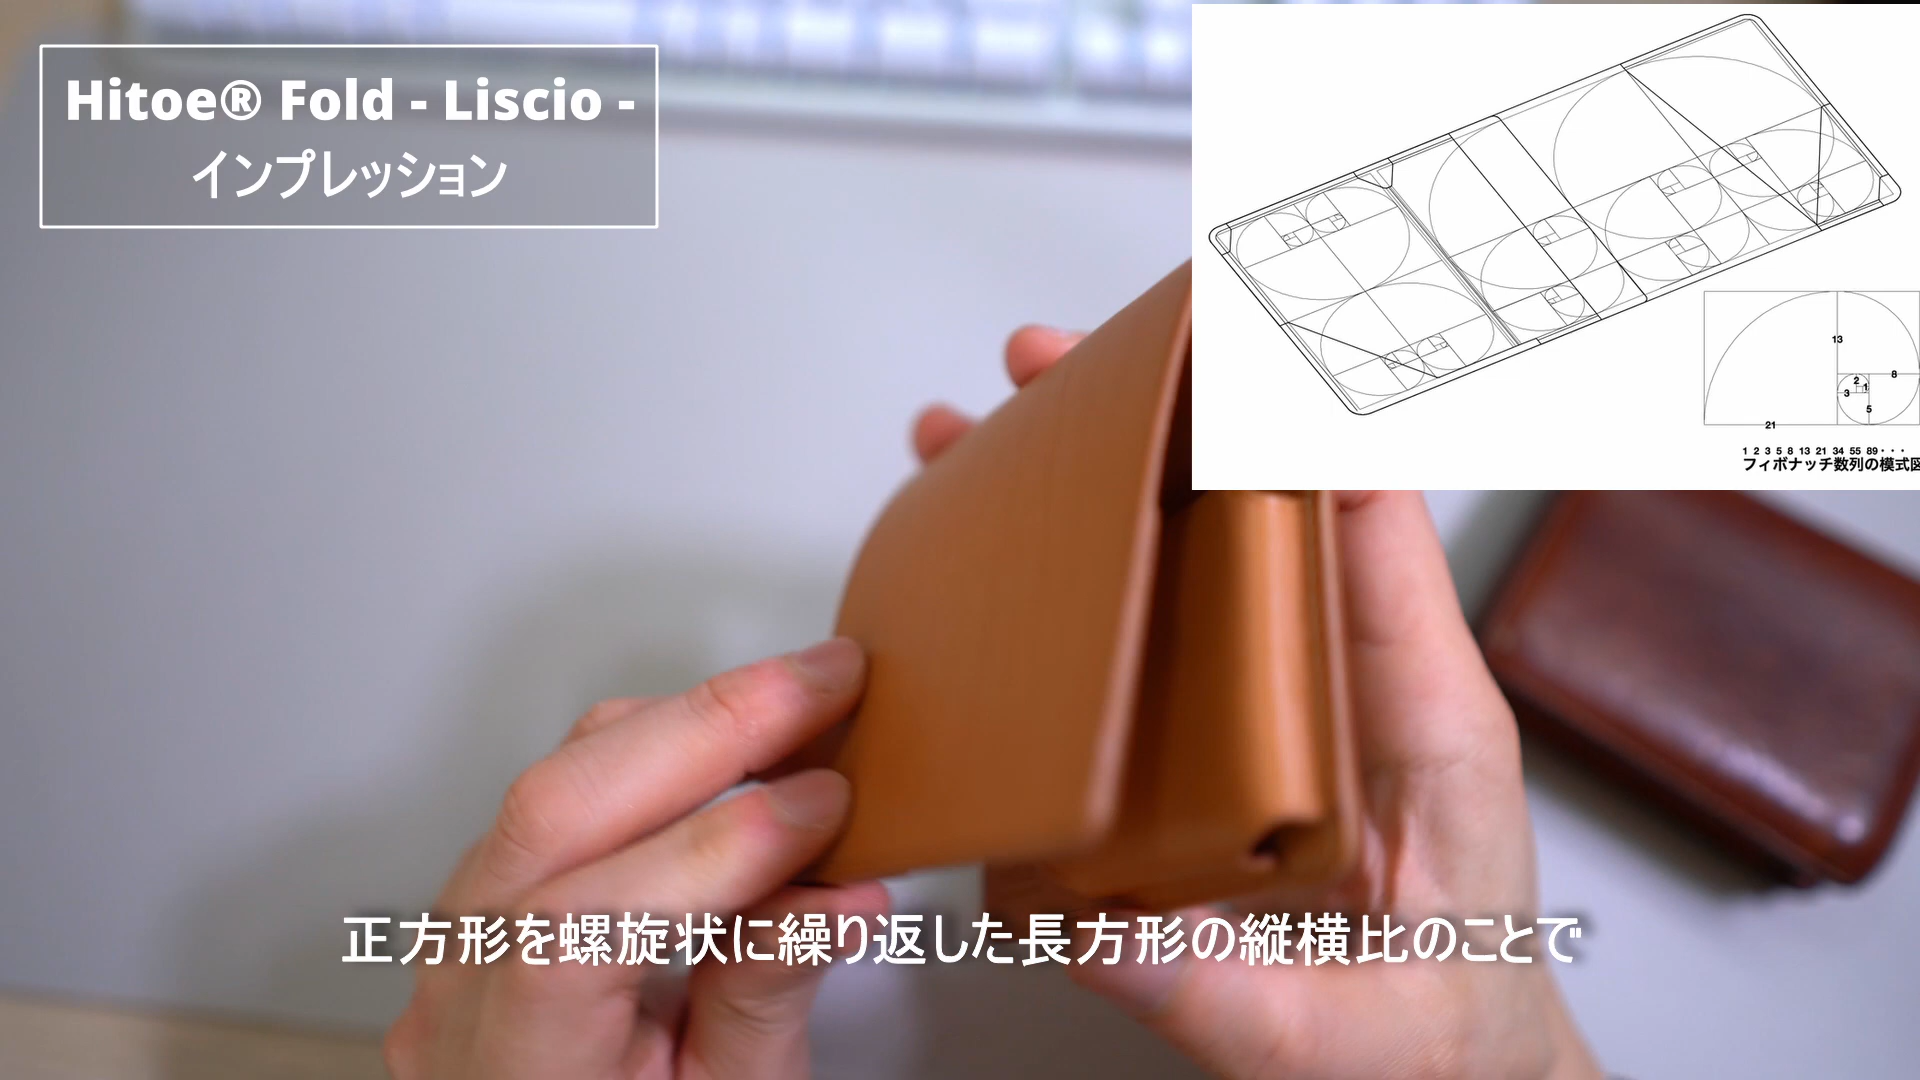 Hitoe® Fold - Liscio -
インプレッション
13
8
2
1
3
5
21
1 2 3 5 8 13 21 34 55 89・・・
フィボナッチ数列の模式図
正方形を螺旋状に繰り返した長方形の縦横比のことで